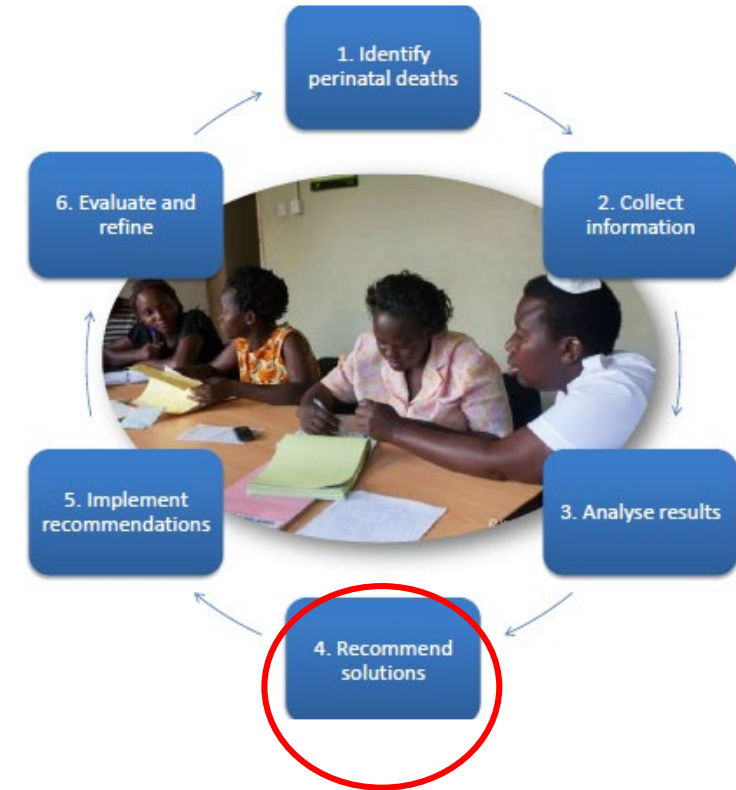 1. Identify
perinatal deaths
2. Collect
information
3. Analyse results
4. Recommend
solutions
5. Implement
recommendations
6. Evaluate and
refine